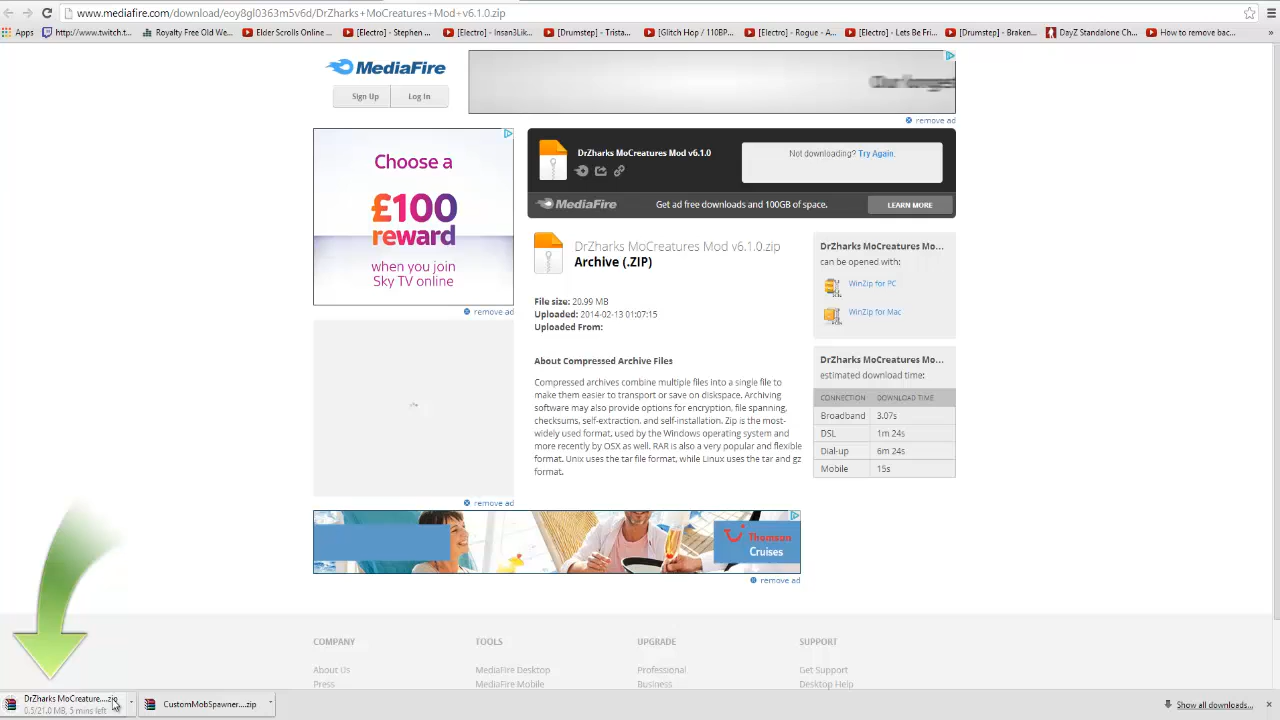 www.mediafire.com/download/eoy8gl0363m5v6d/DrZharks+MoCreatures+Mod+v6.1.0.zip
Apps http://www.twitch.t... Royalty Free Old We... Elder Scrolls Online ... [Electro] - Stephen ... [Electro] - Insan3Lik... [Drumstep] - Trista... [Glitch Hop / 110BP... [Electro] - Rogue - A... [Electro] - Lets Be Fri... [Drumstep] - Braken... DayZ Standalone Ch... How to remove bac... »
MediaFire
Sign Up Log In
remove ad
Choose a
£100
reward
when you join
Sky TV online
remove ad
DrZharks MoCreatures Mod v6.1.0
Not downloading? Try Again.
MediaFire Get ad free downloads and 100GB of space. LEARN MORE
DrZharks MoCreatures Mod v6.1.0.zip
Archive (.ZIP)
File size: 20.99 MB
Uploaded: 2014-02-13 01:07:15
Uploaded From:
About Compressed Archive Files
Compressed archives combine multiple files into a single file to
make them easier to transport or save on diskspace. Archiving
software may also provide options for encryption, file spanning,
checksums, self-extraction, and self-installation. Zip is the most-
widely used format, used by the Windows operating system and
more recently by OSX as well. RAR is also a very popular and flexible
format. Unix uses the tar file format, while Linux uses the tar and gz
format.
DrZharks MoCreatures Mo...
can be opened with:
WinZip for PC
WinZip for Mac
DrZharks MoCreatures Mo...
estimated download time:
CONNECTION DOWNLOAD TIME
Broadband 3.07s
DSL 1m 24s
Dial-up 6m 24s
Mobile 15s
remove ad
Thomson
Cruises
remove ad
COMPANY TOOLS UPGRADE SUPPORT
About Us MediaFire Desktop Professional Get Support
Press MediaFire Mobile Business Desktop Help
DrZharks MoCreature....zip
0.5/21.0 MB, 5 mins left
CustomMobSpawner....zip
Show all downloads...